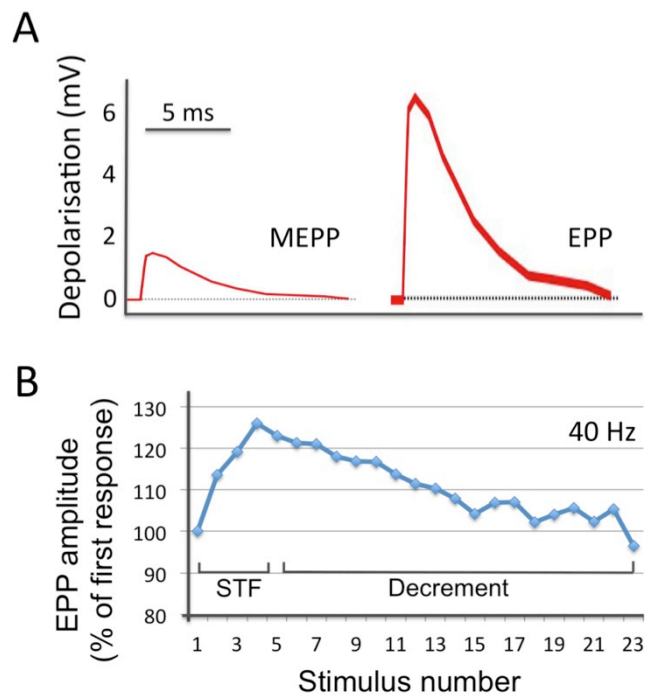 A
Depolarisation (mV)
6
4
2
0
5 ms
MEPP
EPP
B
EPP amplitude
(% of first response)
130
120
110
100
90
80
40 Hz
STF
Decrement
1 3 5 7 9 11 13 15 17 19 21 23
Stimulus number